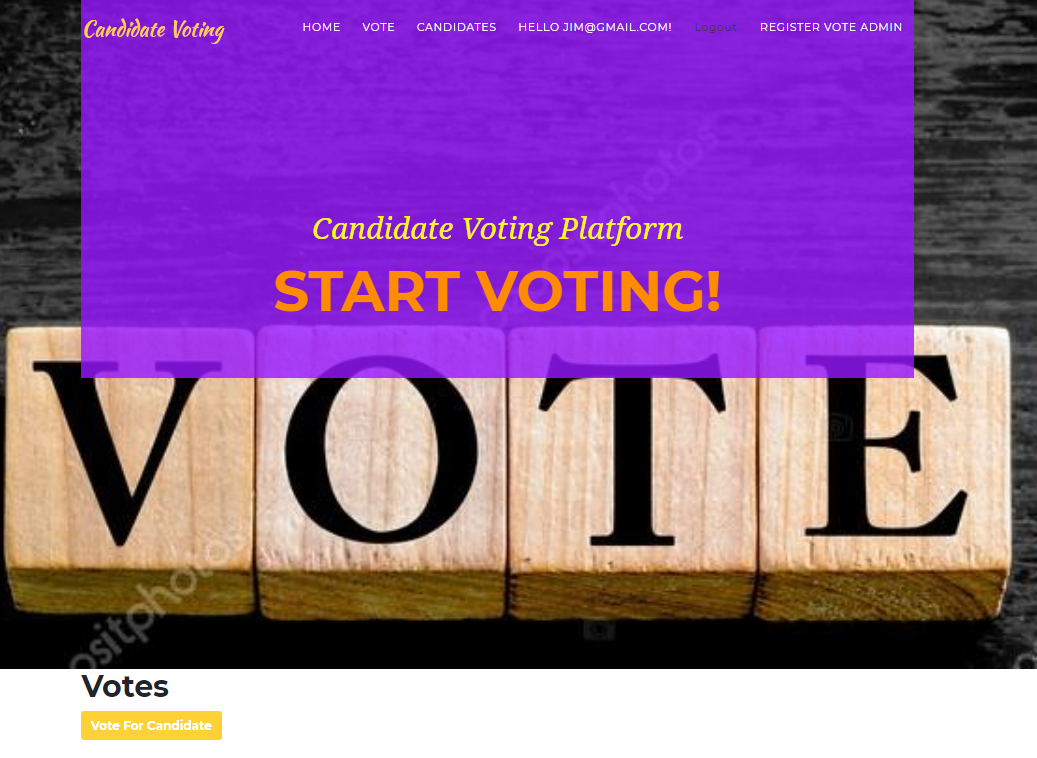 Candidate Voting
HOME VOTE CANDIDATES HELLO JIM@GMAIL.COM! Logout REGISTER VOTE ADMIN
Candidate Voting Platform
START VOTING!
VOTE
Votes
Vote For Candidate